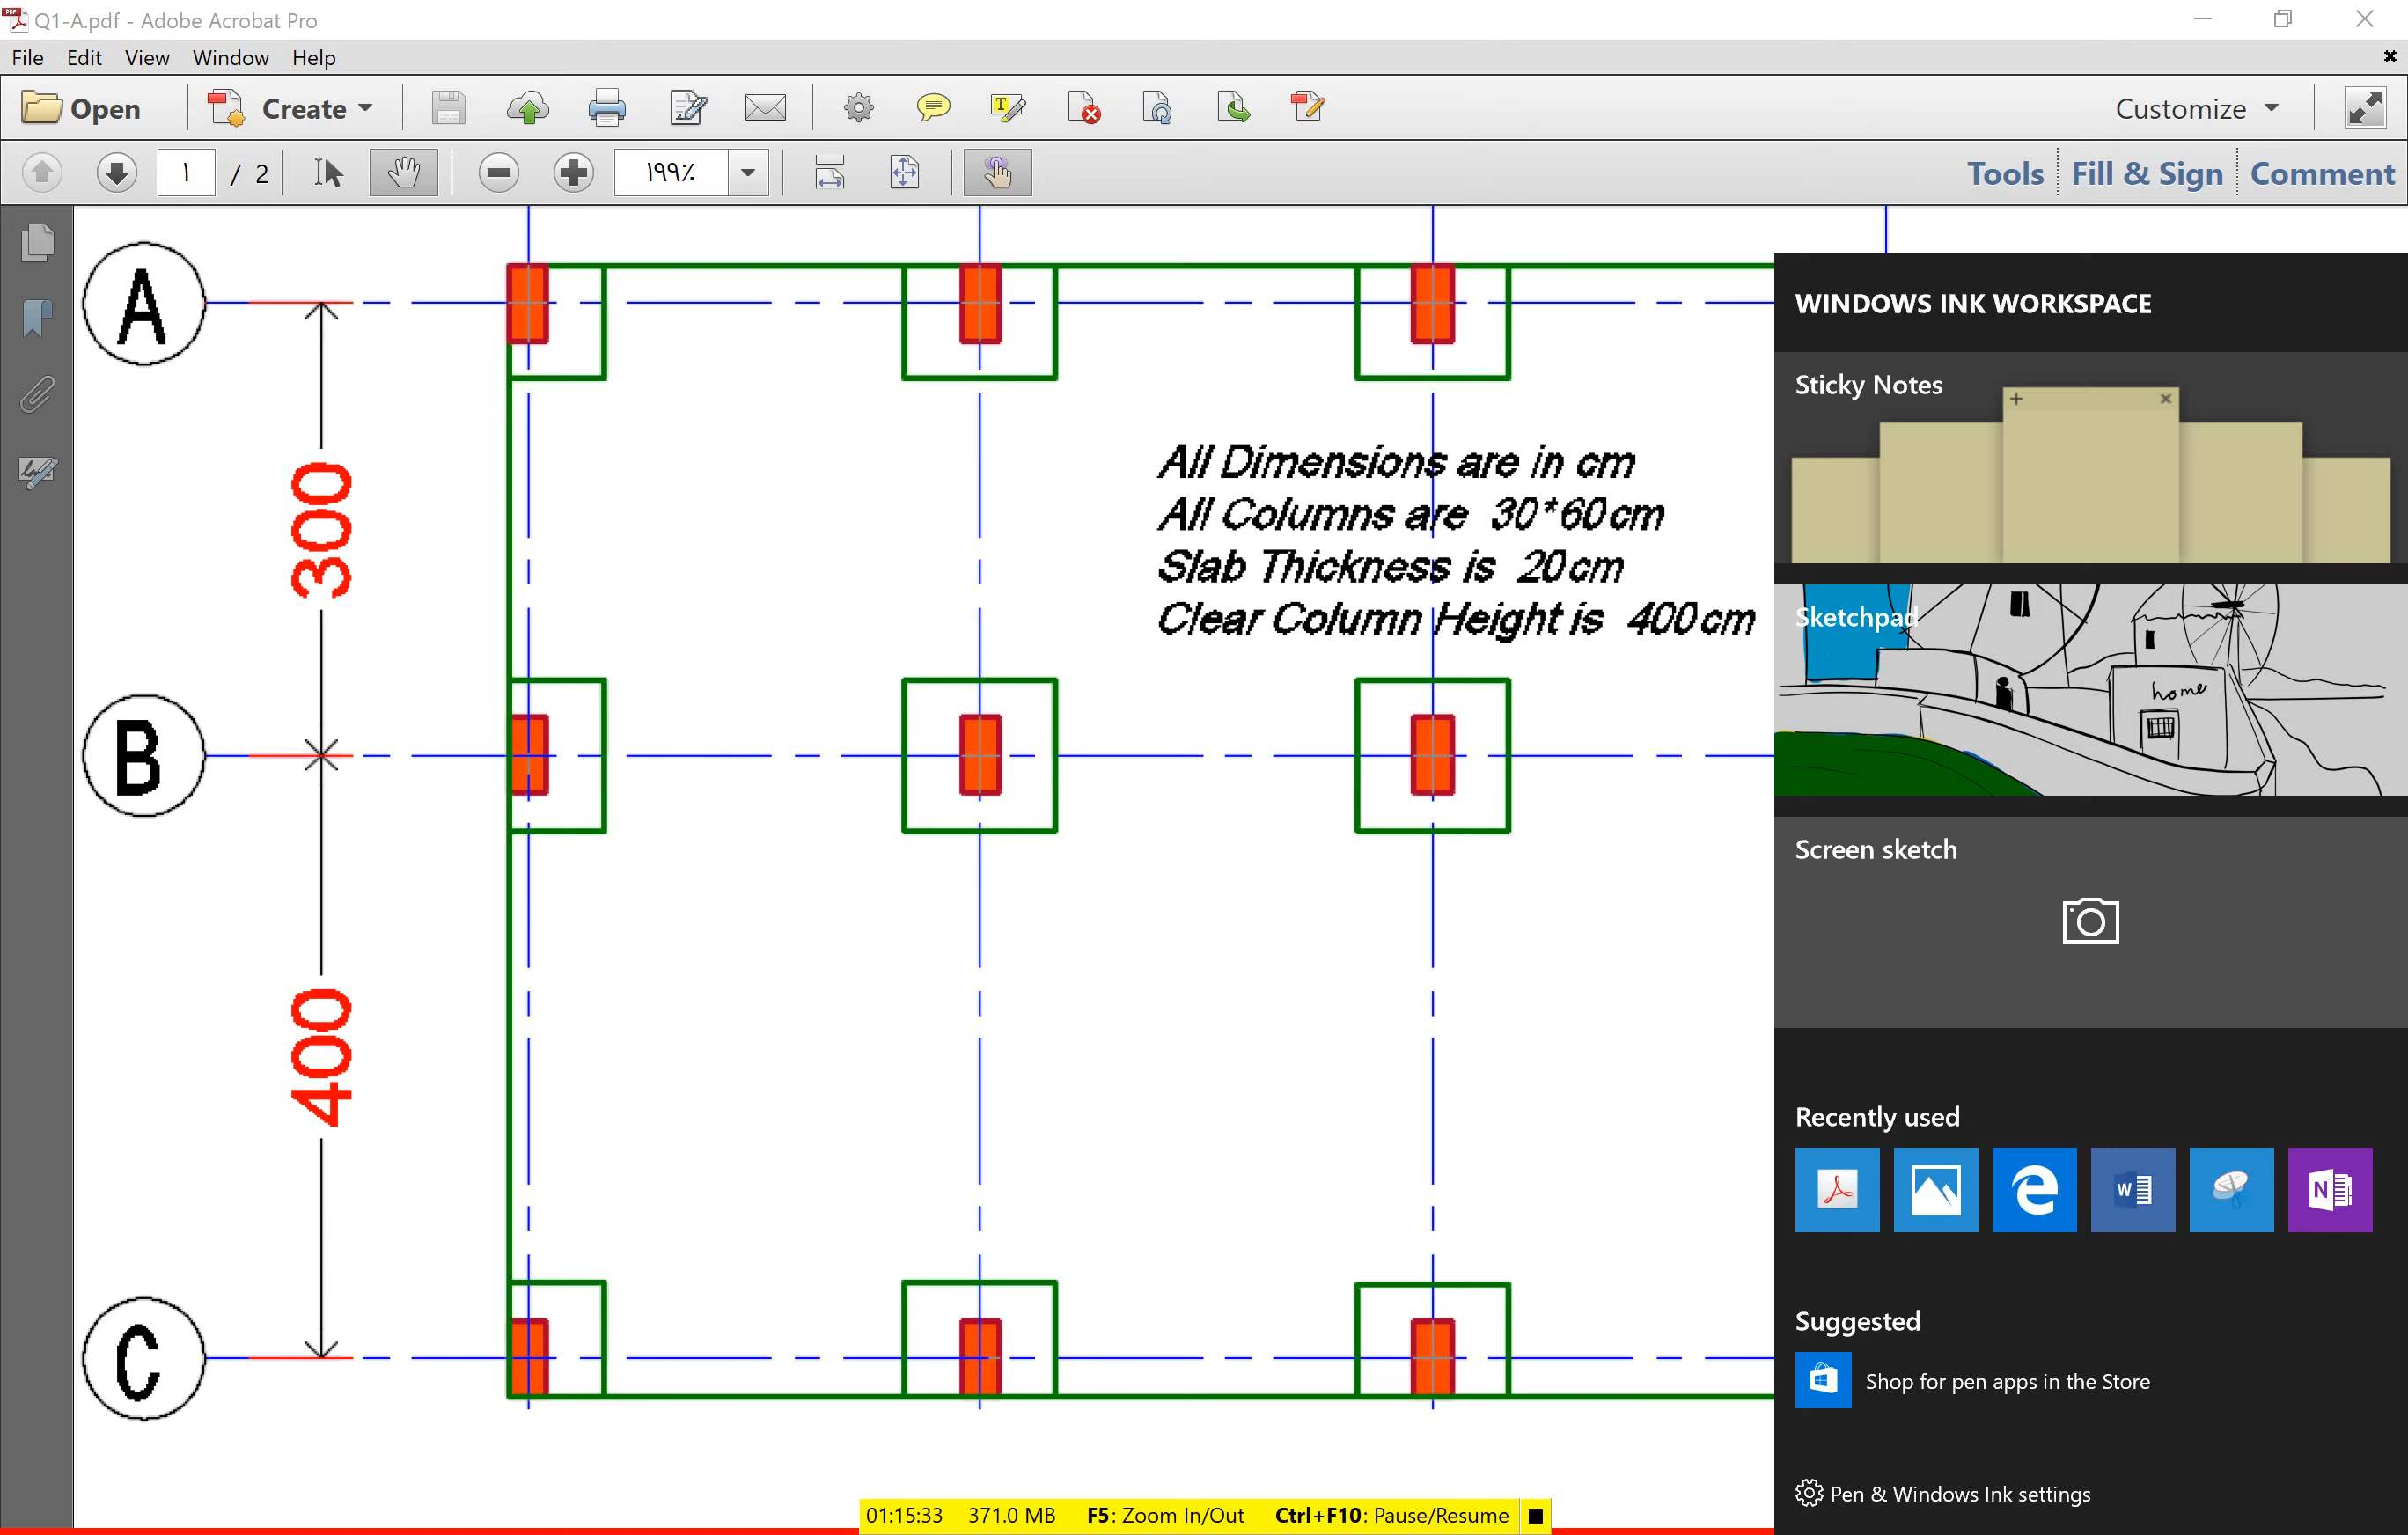 Q1-A.pdf - Adobe Acrobat Pro
File Edit View Window Help
Open Create Customize
١ / 2 ١٩٩٪ Tools Fill & Sign Comment
A
300
B
400
C
All Dimensions are in cm
All Columns are 30*60cm
Slab Thickness is 20cm
Clear Column Height is 400cm
WINDOWS INK WORKSPACE
Sticky Notes
Sketchpad
home
Screen sketch
Recently used
Suggested
Shop for pen apps in the Store
Pen & Windows Ink settings
01:15:33 371.0 MB F5: Zoom In/Out Ctrl+F10: Pause/Resume